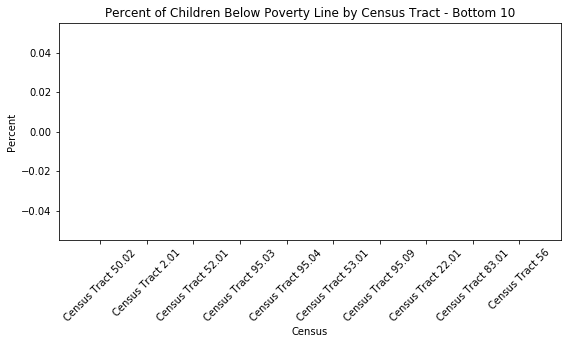 Percent of Children Below Poverty Line by Census Tract - Bottom 10
Percent
0.04
0.02
0.00
−0.02
−0.04
Census Tract 50.02
Census Tract 2.01
Census Tract 52.01
Census Tract 95.03
Census Tract 95.04
Census Tract 53.01
Census Tract 95.09
Census Tract 22.01
Census Tract 83.01
Census Tract 56
Census